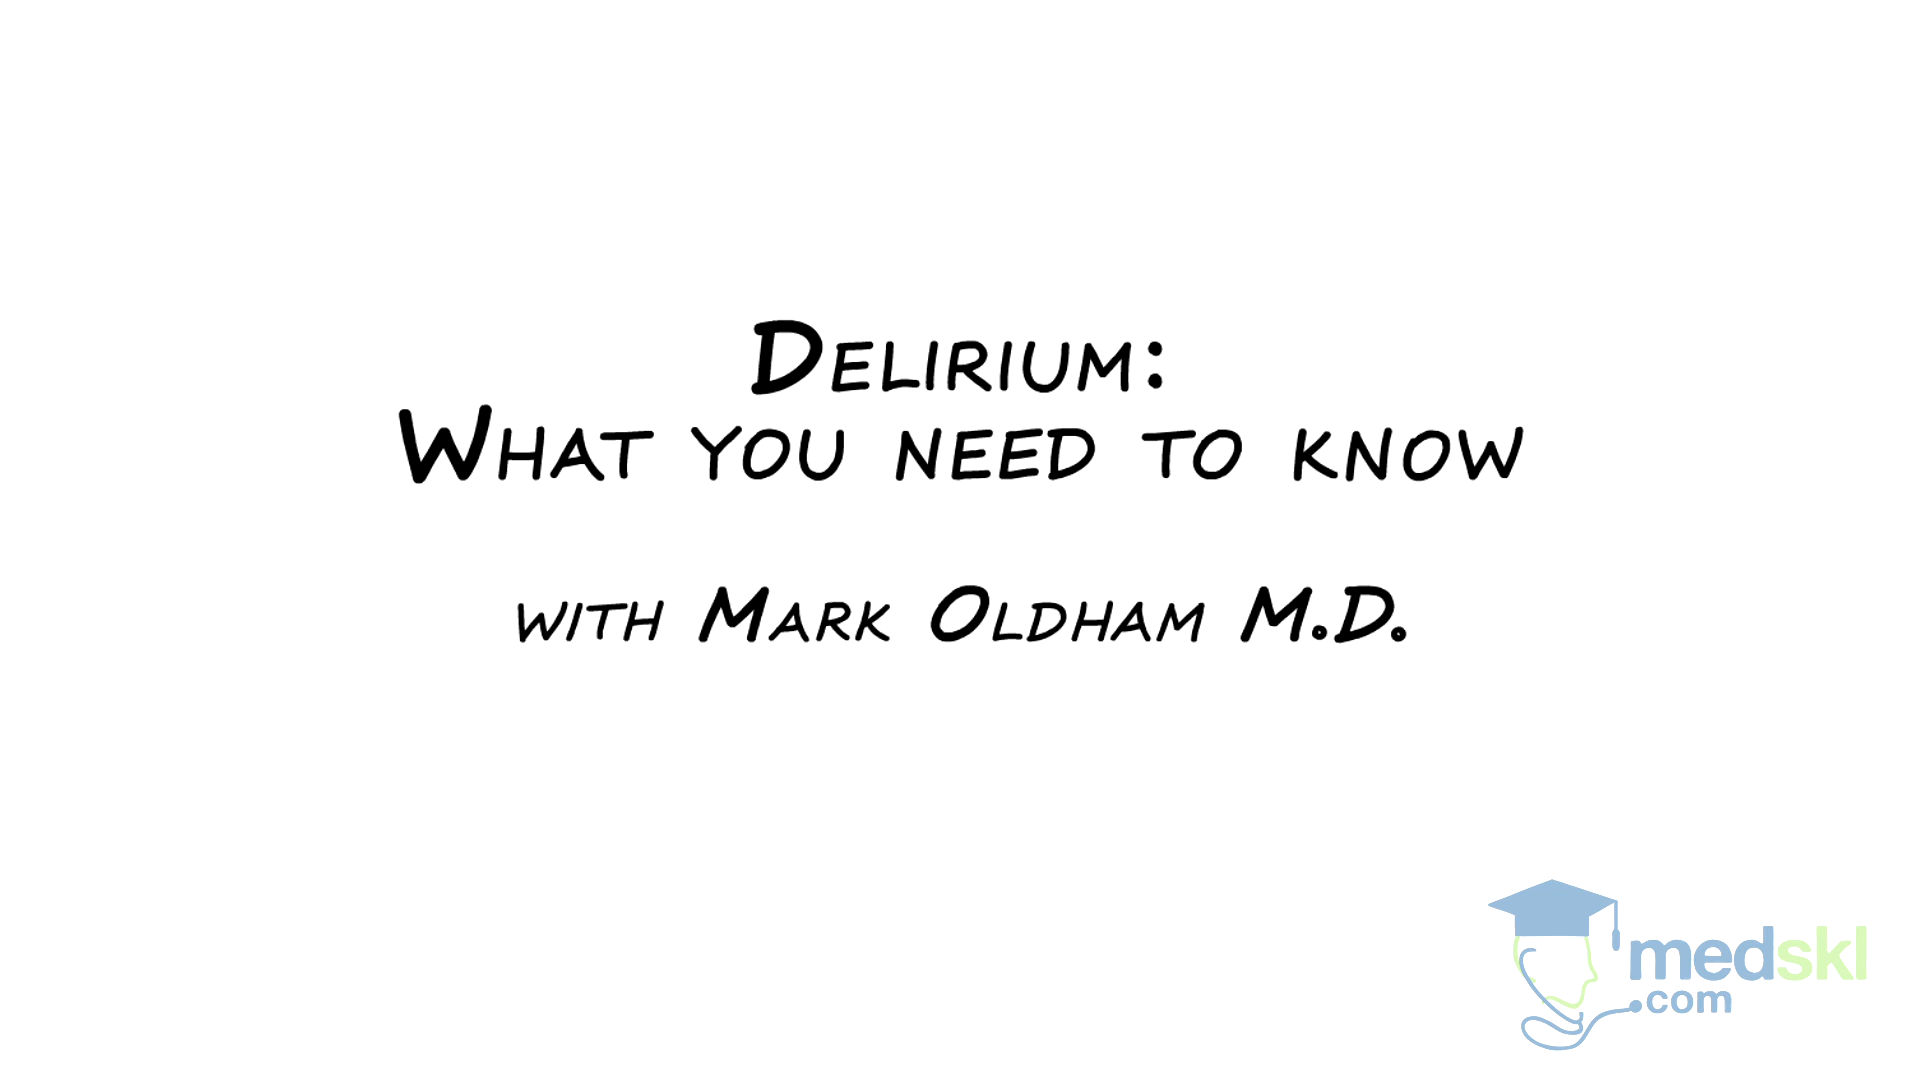 Delirium:
What you need to know
with Mark Oldham M.D.
medskl
.com